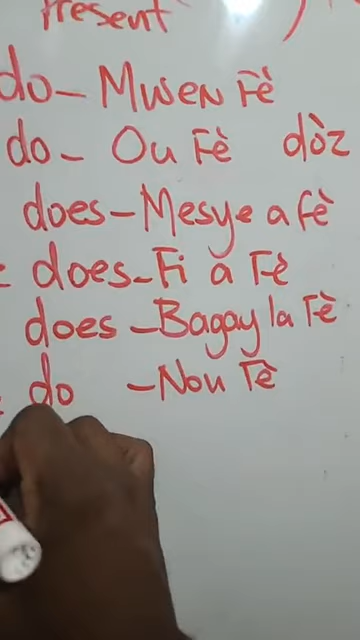 Present )
do - Mwen Fè
do - Ou Fè dòz
does - Mesye a Fè
= does - Fi a Fè
does - Bagay la Fè
= do - Nou Fè